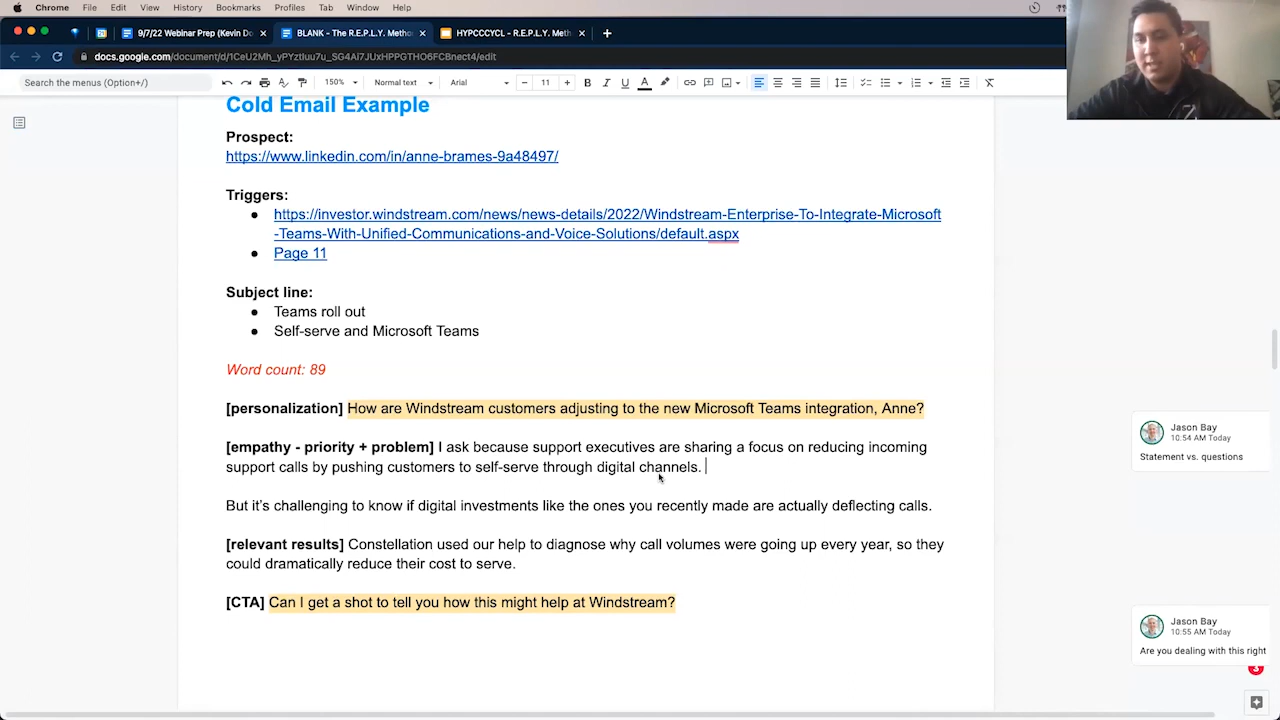 Chrome File Edit View History Bookmarks Profiles Tab Window Help
9/7/22 Webinar Prep (Kevin Do BLANK - The R.E.P.L.Y. Metho HYPCCCYCL - R.E.P.L.Y. Meth
docs.google.com/document/d/1CeU2Mh_yPYztIuu7u_SG4Ai7JUxHPPGTHO6FCBnect4/edit
Search the menus (Option+/) 150% Normal text Arial 11 B I U A
Cold Email Example
Prospect:
https://www.linkedin.com/in/anne-brames-9a48497/
Triggers:
● https://investor.windstream.com/news/news-details/2022/Windstream-Enterprise-To-Integrate-Microsoft
-Teams-With-Unified-Communications-and-Voice-Solutions/default.aspx
● Page 11
Subject line:
● Teams roll out
● Self-serve and Microsoft Teams
Word count: 89
[personalization] How are Windstream customers adjusting to the new Microsoft Teams integration, Anne?
[empathy - priority + problem] I ask because support executives are sharing a focus on reducing incoming
support calls by pushing customers to self-serve through digital channels.
But it's challenging to know if digital investments like the ones you recently made are actually deflecting calls.
[relevant results] Constellation used our help to diagnose why call volumes were going up every year, so they
could dramatically reduce their cost to serve.
[CTA] Can I get a shot to tell you how this might help at Windstream?
Jason Bay
10:54 AM Today
Statement vs. questions
Jason Bay
10:55 AM Today
Are you dealing with this right
3